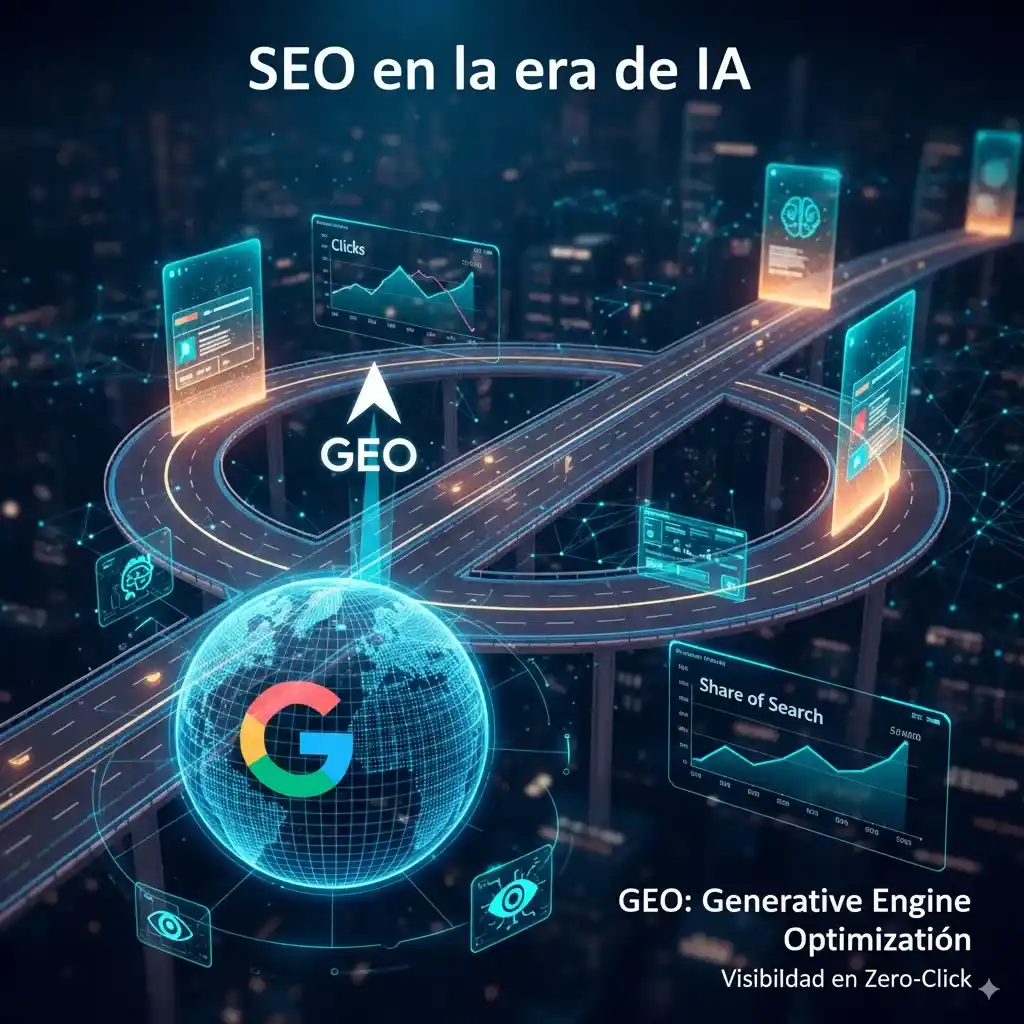 SEO en la era de IA
Clicks
GEO
Share of Search
GEO: Generative Engine
Optimizatión
Visibildad en Zero-Click